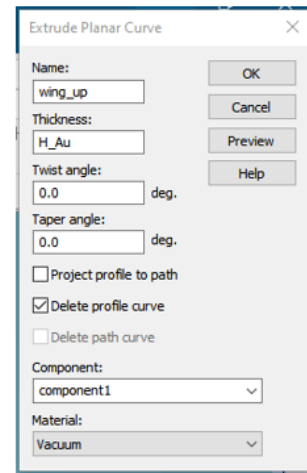 Extrude Planar Curve
Name:
wing_up
OK
Cancel
Thickness:
H_Au
Preview
Twist angle:
0.0 deg.
Help
Taper angle:
0.0 deg.
Project profile to path
Delete profile curve
Delete path curve
Component:
component1
Material:
Vacuum